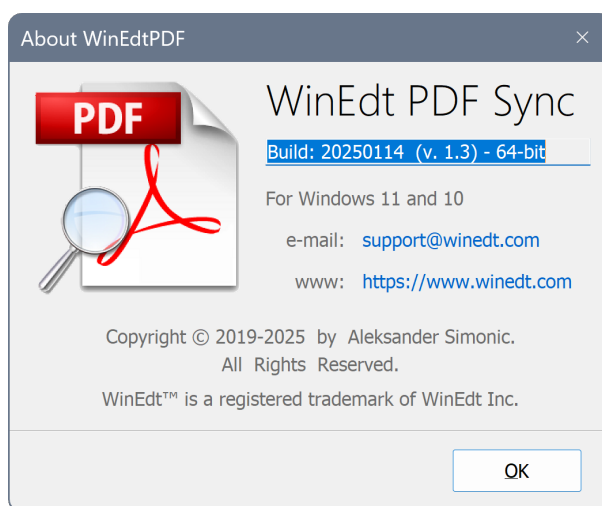 About WinEdtPDF
PDF
WinEdt PDF Sync
Build: 20250114 (v. 1.3) - 64-bit
For Windows 11 and 10
e-mail: support@winedt.com
www: https://www.winedt.com
Copyright © 2019-2025 by Aleksander Simonic.
All Rights Reserved.
WinEdt™ is a registered trademark of WinEdt Inc.
OK